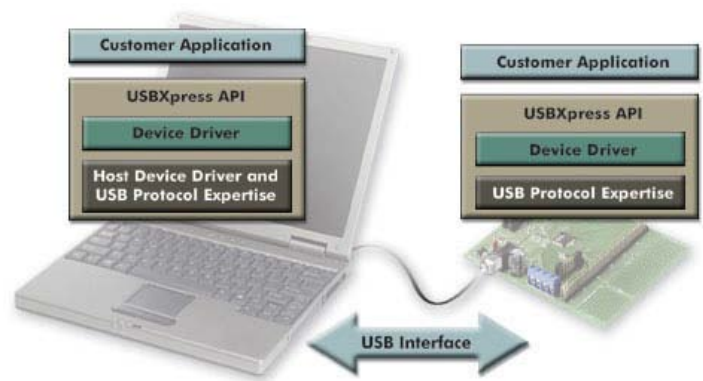 Customer Application
USBXpress API
Device Driver
Host Device Driver and
USB Protocol Expertise
Customer Application
USBXpress API
Device Driver
USB Protocol Expertise
USB Interface